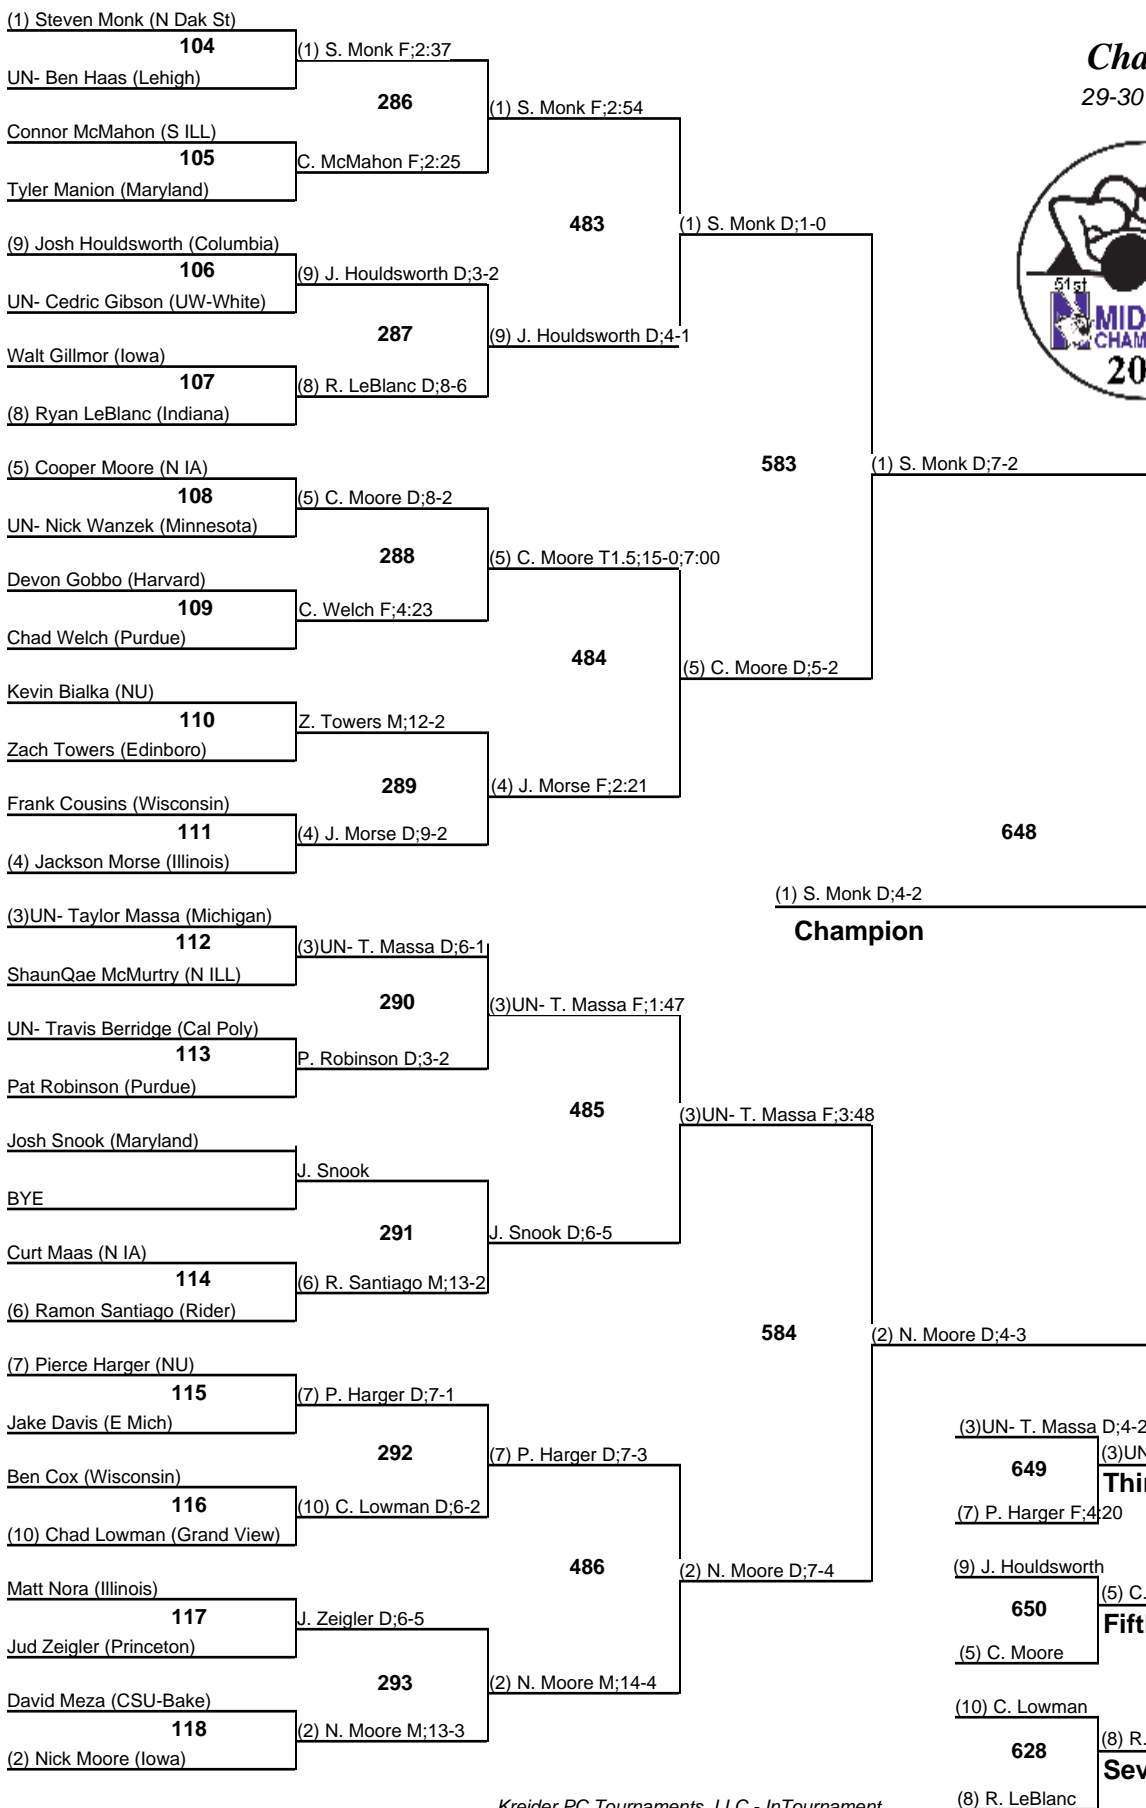 (1) Steven Monk (N Dak St)
104
UN- Ben Haas (Lehigh)
(1) S. Monk F;2:37
286
Connor McMahon (S ILL)
105
Tyler Manion (Maryland)
C. McMahon F;2:25
(1) S. Monk F;2:54
483
(9) Josh Houldsworth (Columbia)
106
UN- Cedric Gibson (UW-White)
(9) J. Houldsworth D;3-2
287
Walt Gillmor (Iowa)
107
(8) Ryan LeBlanc (Indiana)
(8) R. LeBlanc D;8-6
(9) J. Houldsworth D;4-1
(1) S. Monk D;1-0
583
(5) Cooper Moore (N IA)
108
UN- Nick Wanzek (Minnesota)
(5) C. Moore D;8-2
288
Devon Gobbo (Harvard)
109
Chad Welch (Purdue)
C. Welch F;4:23
(5) C. Moore T1.5;15-0;7:00
484
Kevin Bialka (NU)
110
Zach Towers (Edinboro)
Z. Towers M;12-2
289
Frank Cousins (Wisconsin)
111
(4) Jackson Morse (Illinois)
(4) J. Morse D;9-2
(4) J. Morse F;2:21
(5) C. Moore D;5-2
(1) S. Monk D;7-2
648
(1) S. Monk D;4-2
Champion
(3)UN- Taylor Massa (Michigan)
112
ShaunQae McMurtry (N ILL)
(3)UN- T. Massa D;6-1
290
UN- Travis Berridge (Cal Poly)
113
Pat Robinson (Purdue)
P. Robinson D;3-2
(3)UN- T. Massa F;1:47
485
Josh Snook (Maryland)
BYE
J. Snook
291
Curt Maas (N IA)
114
(6) Ramon Santiago (Rider)
(6) R. Santiago M;13-2
J. Snook D;6-5
(3)UN- T. Massa F;3:48
584
(7) Pierce Harger (NU)
115
Jake Davis (E Mich)
(7) P. Harger D;7-1
292
Ben Cox (Wisconsin)
116
(10) Chad Lowman (Grand View)
(10) C. Lowman D;6-2
(7) P. Harger D;7-3
486
Matt Nora (Illinois)
117
Jud Zeigler (Princeton)
J. Zeigler D;6-5
293
David Meza (CSU-Bake)
118
(2) Nick Moore (Iowa)
(2) N. Moore M;13-3
(2) N. Moore M;14-4
(2) N. Moore D;7-4
(2) N. Moore D;4-3
29-30
51st
N
20
(3)UN- T. Massa D;4-2
649
(7) P. Harger F;4:20
(3)UN
(9) J. Houldsworth
650
(5) C. Moore
(5) C.
(10) C. Lowman
628
(8) R. LeBlanc
(8) R.
Kreider PC Tournaments, LLC - InTournament